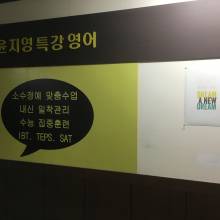 윤지영특강영어
소수정예 맞춤수업
내신 밀착관리
수능 집중훈련
IBT. TEPS. SAT
DREAM
A NEW
DREAM